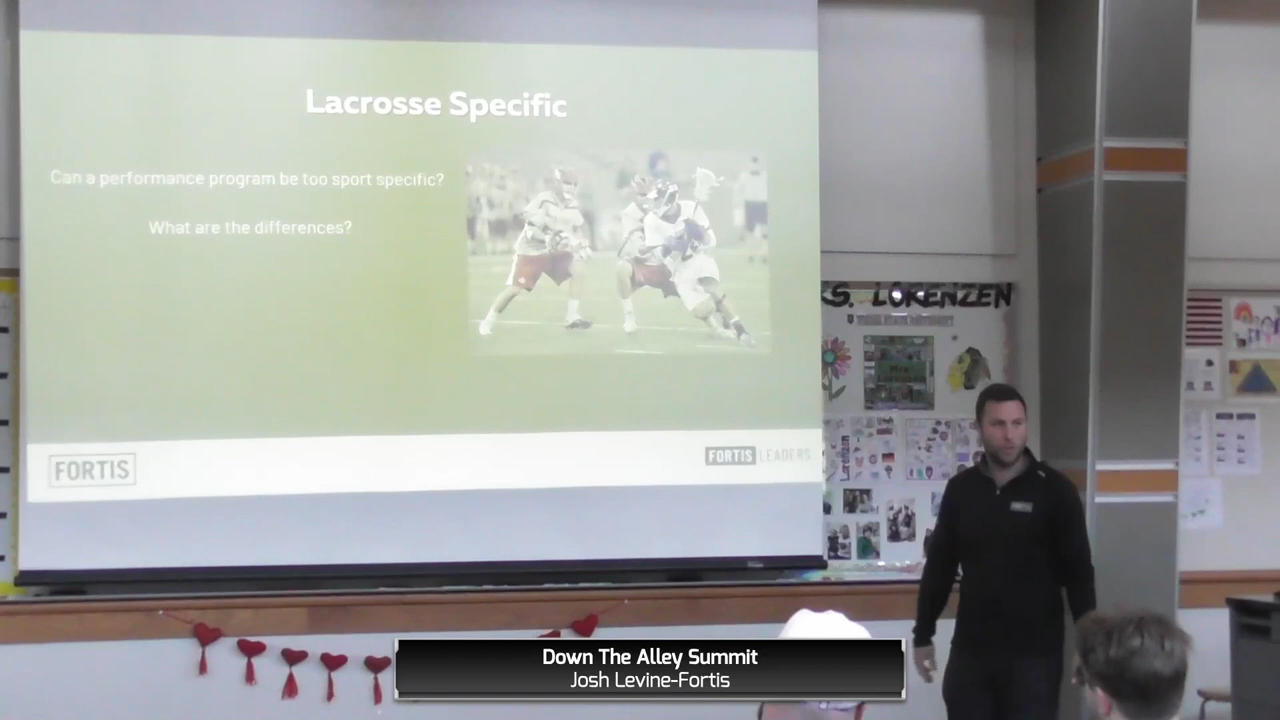 Lacrosse Specific
Can a performance program be too sport specific?
What are the differences?
FORTIS
FORTIS LEADERS
S. LORENZEN
Lorenzen
Down The Alley Summit
Josh Levine-Fortis